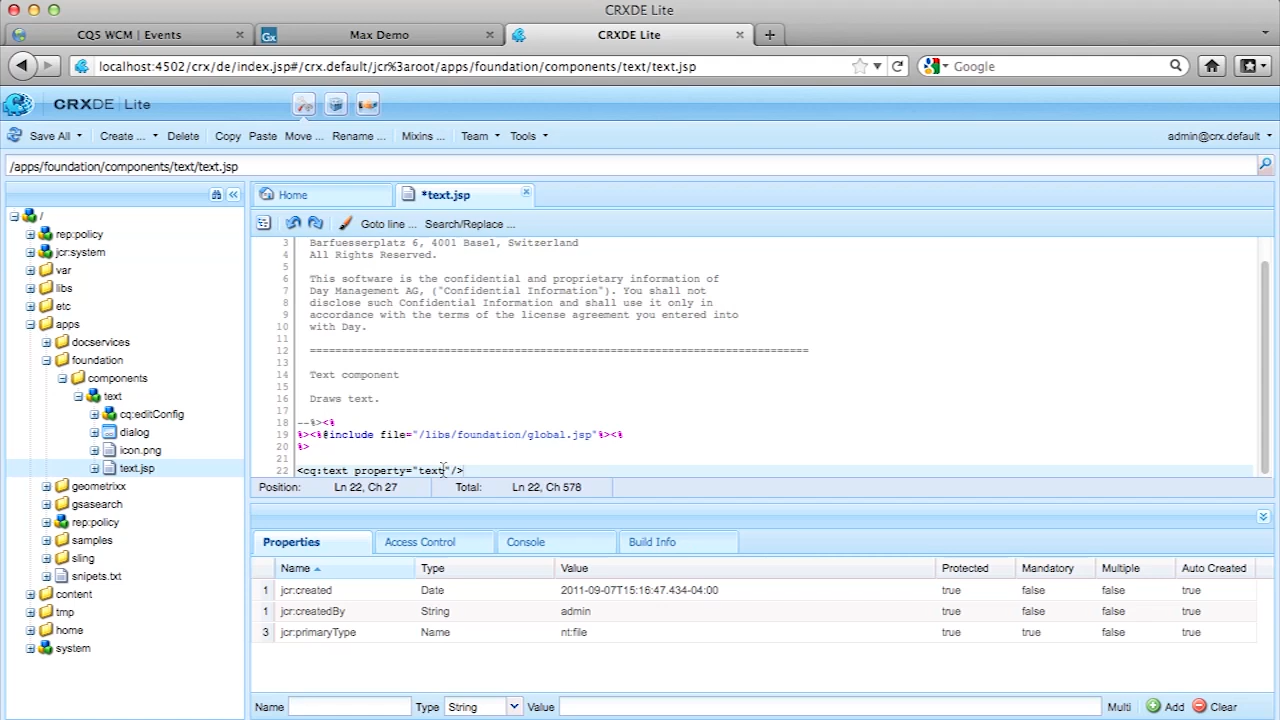 CRXDE Lite
CQ5 WCM | Events
Max Demo
CRXDE Lite
localhost:4502/crx/de/index.jsp#/crx.default/jcr%3aroot/apps/foundation/components/text/text.jsp
Google
CRXDE | Lite
Save All Create ... Delete Copy Paste Move ... Rename ... Mixins ... Team Tools admin@crx.default
/apps/foundation/components/text/text.jsp
Home
*text.jsp
Goto line ... Search/Replace ...
/
rep:policy
jcr:system
var
libs
etc
apps
docservices
foundation
components
text
cq:editConfig
dialog
icon.png
text.jsp
geometrixx
gsasearch
rep:policy
samples
sling
snipets.txt
content
tmp
home
system
3 Barfuesserplatz 6, 4001 Basel, Switzerland
4 All Rights Reserved.
5
6 This software is the confidential and proprietary information of
7 Day Management AG, ("Confidential Information"). You shall not
8 disclose such Confidential Information and shall use it only in
9 accordance with the terms of the license agreement you entered into
10 with Day.
11
12 ==============================================================================
13
14 Text component
15
16 Draws text.
17
18 --%><%
19 %><%@include file="/libs/foundation/global.jsp"%><%
20 %>
21
22 <cq:text property="text"/>
Position: Ln 22, Ch 27 Total: Ln 22, Ch 578
Properties Access Control Console Build Info
Name Type Value Protected Mandatory Multiple Auto Created
1 jcr:created Date 2011-09-07T15:16:47.434-04:00 true false false true
1 jcr:createdBy String admin true false false true
3 jcr:primaryType Name nt:file true true false true
Name Type String Value Multi Add Clear